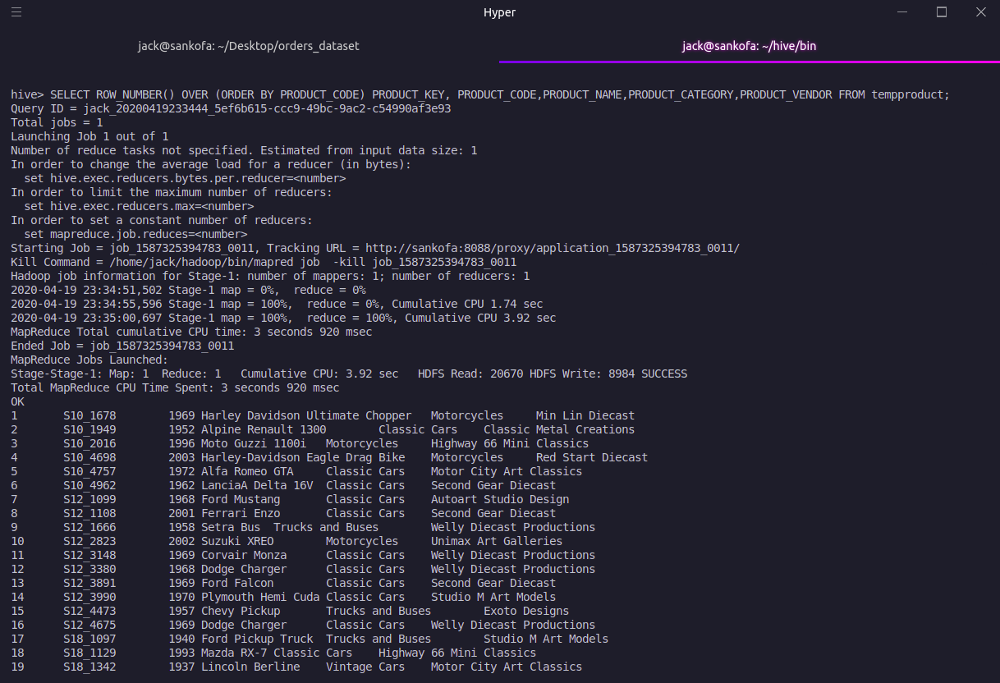 Hyper
jack@sankofa: ~/Desktop/orders_dataset
jack@sankofa: ~/hive/bin
hive> SELECT ROW_NUMBER() OVER (ORDER BY PRODUCT_CODE) PRODUCT_KEY, PRODUCT_CODE,PRODUCT_NAME,PRODUCT_CATEGORY,PRODUCT_VENDOR FROM tempproduct;
Query ID = jack_20200419233444_5ef6b615-ccc9-49bc-9ac2-c54990af3e93
Total jobs = 1
Launching Job 1 out of 1
Number of reduce tasks not specified. Estimated from input data size: 1
In order to change the average load for a reducer (in bytes):
  set hive.exec.reducers.bytes.per.reducer=<number>
In order to limit the maximum number of reducers:
  set hive.exec.reducers.max=<number>
In order to set a constant number of reducers:
  set mapreduce.job.reduces=<number>
Starting Job = job_1587325394783_0011, Tracking URL = http://sankofa:8088/proxy/application_1587325394783_0011/
Kill Command = /home/jack/hadoop/bin/mapred job  -kill job_1587325394783_0011
Hadoop job information for Stage-1: number of mappers: 1; number of reducers: 1
2020-04-19 23:34:51,502 Stage-1 map = 0%,  reduce = 0%
2020-04-19 23:34:55,596 Stage-1 map = 100%,  reduce = 0%, Cumulative CPU 1.74 sec
2020-04-19 23:35:00,697 Stage-1 map = 100%,  reduce = 100%, Cumulative CPU 3.92 sec
MapReduce Total cumulative CPU time: 3 seconds 920 msec
Ended Job = job_1587325394783_0011
MapReduce Jobs Launched:
Stage-Stage-1: Map: 1  Reduce: 1   Cumulative CPU: 3.92 sec   HDFS Read: 20670 HDFS Write: 8984 SUCCESS
Total MapReduce CPU Time Spent: 3 seconds 920 msec
OK
1	S10_1678	1969 Harley Davidson Ultimate Chopper	Motorcycles	Min Lin Diecast
2	S10_1949	1952 Alpine Renault 1300	Classic Cars	Classic Metal Creations
3	S10_2016	1996 Moto Guzzi 1100i	Motorcycles	Highway 66 Mini Classics
4	S10_4698	2003 Harley-Davidson Eagle Drag Bike	Motorcycles	Red Start Diecast
5	S10_4757	1972 Alfa Romeo GTA	Classic Cars	Motor City Art Classics
6	S10_4962	1962 LanciaA Delta 16V	Classic Cars	Second Gear Diecast
7	S12_1099	1968 Ford Mustang	Classic Cars	Autoart Studio Design
8	S12_1108	2001 Ferrari Enzo	Classic Cars	Second Gear Diecast
9	S12_1666	1958 Setra Bus	Trucks and Buses	Welly Diecast Productions
10	S12_2823	2002 Suzuki XREO	Motorcycles	Unimax Art Galleries
11	S12_3148	1969 Corvair Monza	Classic Cars	Welly Diecast Productions
12	S12_3380	1968 Dodge Charger	Classic Cars	Welly Diecast Productions
13	S12_3891	1969 Ford Falcon	Classic Cars	Second Gear Diecast
14	S12_3990	1970 Plymouth Hemi Cuda	Classic Cars	Studio M Art Models
15	S12_4473	1957 Chevy Pickup	Trucks and Buses	Exoto Designs
16	S12_4675	1969 Dodge Charger	Classic Cars	Welly Diecast Productions
17	S18_1097	1940 Ford Pickup Truck	Trucks and Buses	Studio M Art Models
18	S18_1129	1993 Mazda RX-7	Classic Cars	Highway 66 Mini Classics
19	S18_1342	1937 Lincoln Berline	Vintage Cars	Motor City Art Classics